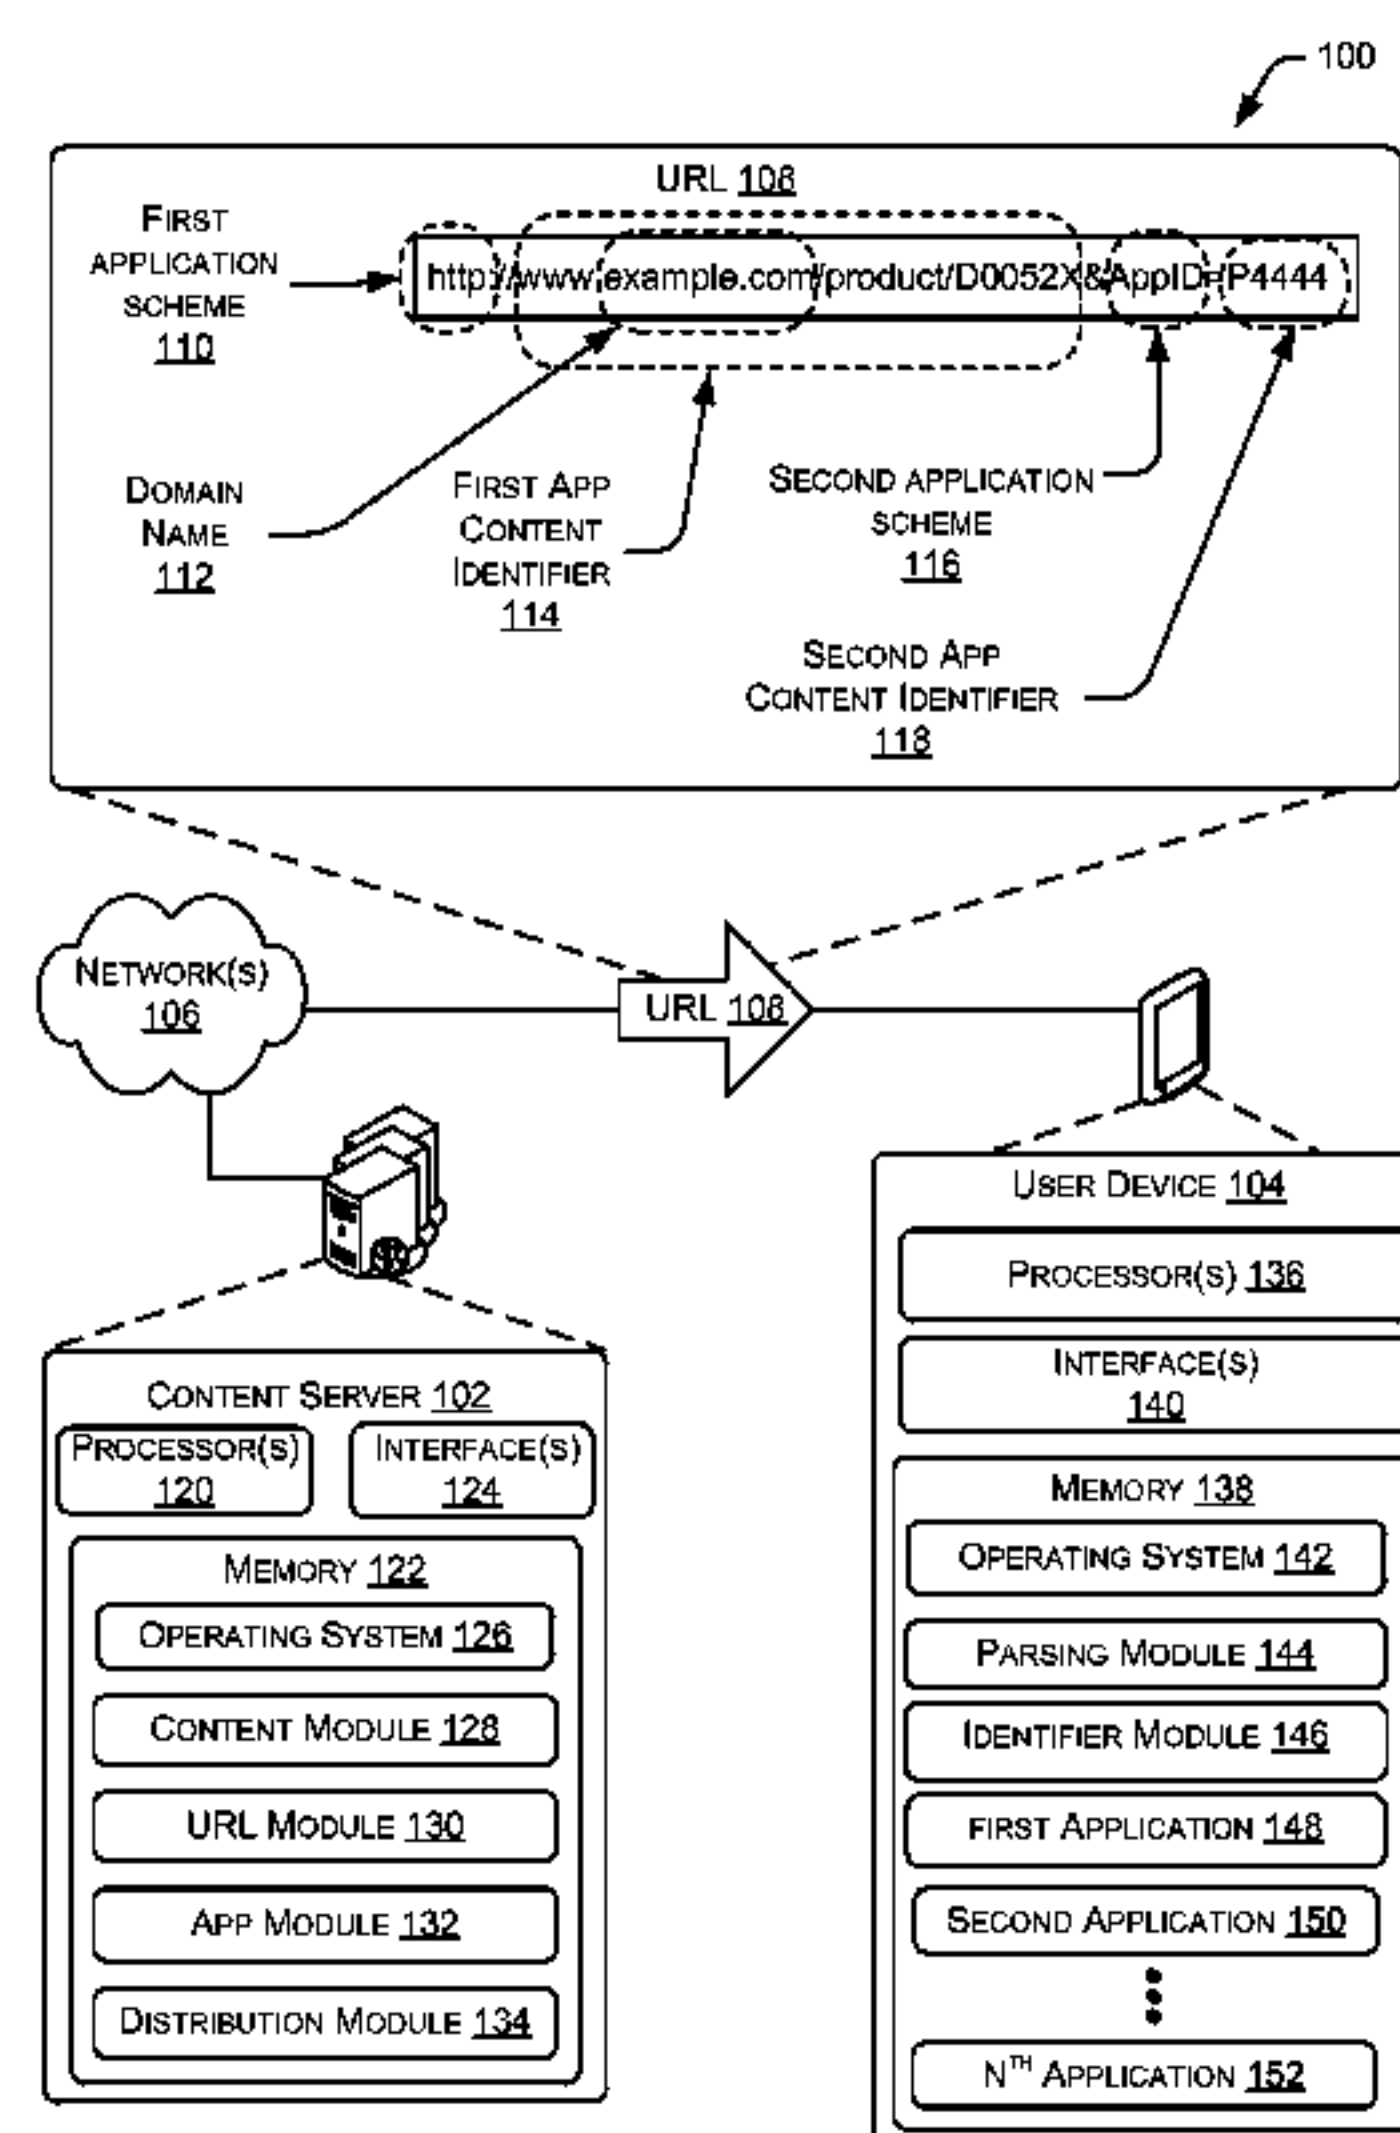 100
URL 108
FIRST
APPLICATION
SCHEME
110
http://www.example.com/product/D0052X&AppID=P4444
DOMAIN
NAME
112
FIRST APP
CONTENT
IDENTIFIER
114
SECOND APPLICATION
SCHEME
116
SECOND APP
CONTENT IDENTIFIER
118
NETWORK(S)
106
URL 108
CONTENT SERVER 102
PROCESSOR(S)
120
INTERFACE(S)
124
MEMORY 122
OPERATING SYSTEM 126
CONTENT MODULE 128
URL MODULE 130
APP MODULE 132
DISTRIBUTION MODULE 134
USER DEVICE 104
PROCESSOR(S) 136
INTERFACE(S)
140
MEMORY 138
OPERATING SYSTEM 142
PARSING MODULE 144
IDENTIFIER MODULE 146
FIRST APPLICATION 148
SECOND APPLICATION 150
NTH APPLICATION 152